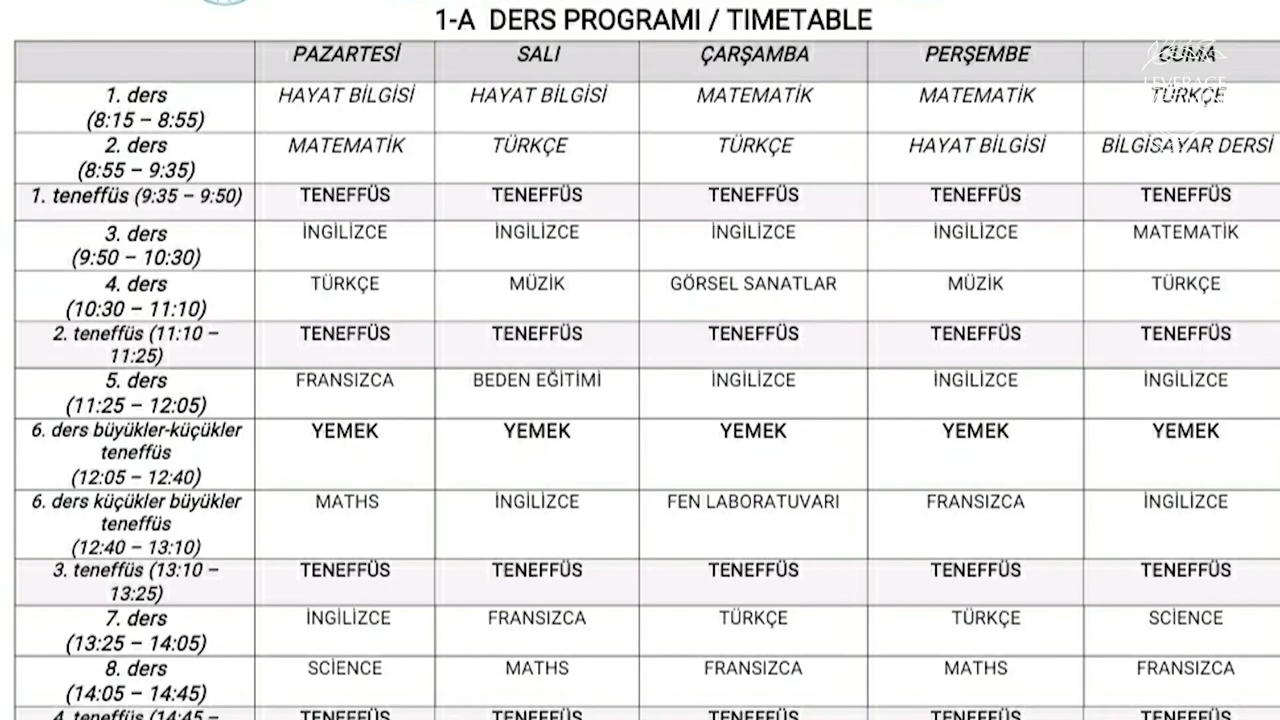 1-A DERS PROGRAMI / TIMETABLE
PAZARTESİ SALI ÇARŞAMBA PERŞEMBE CUMA
LEVERAGE
1. ders HAYAT BİLGİSİ HAYAT BİLGİSİ MATEMATİK MATEMATİK TÜRKÇE
(8:15 – 8:55)
2. ders MATEMATİK TÜRKÇE TÜRKÇE HAYAT BİLGİSİ BİLGİSAYAR DERSİ
(8:55 – 9:35)
1. teneffüs (9:35 – 9:50) TENEFFÜS TENEFFÜS TENEFFÜS TENEFFÜS TENEFFÜS
3. ders İNGİLİZCE İNGİLİZCE İNGİLİZCE İNGİLİZCE MATEMATİK
(9:50 – 10:30)
4. ders TÜRKÇE MÜZİK GÖRSEL SANATLAR MÜZİK TÜRKÇE
(10:30 – 11:10)
2. teneffüs (11:10 – TENEFFÜS TENEFFÜS TENEFFÜS TENEFFÜS TENEFFÜS
11:25)
5. ders FRANSIZCA BEDEN EĞİTİMİ İNGİLİZCE İNGİLİZCE İNGİLİZCE
(11:25 – 12:05)
6. ders büyükler-küçükler YEMEK YEMEK YEMEK YEMEK YEMEK
teneffüs
(12:05 – 12:40)
6. ders küçükler büyükler MATHS İNGİLİZCE FEN LABORATUVARI FRANSIZCA İNGİLİZCE
teneffüs
(12:40 – 13:10)
3. teneffüs (13:10 – TENEFFÜS TENEFFÜS TENEFFÜS TENEFFÜS TENEFFÜS
13:25)
7. ders İNGİLİZCE FRANSIZCA TÜRKÇE TÜRKÇE SCİENCE
(13:25 – 14:05)
8. ders SCİENCE MATHS FRANSIZCA MATHS FRANSIZCA
(14:05 – 14:45)
4. teneffüs (14:45 – TENEFFÜS TENEFFÜS TENEFFÜS TENEFFÜS TENEFFÜS